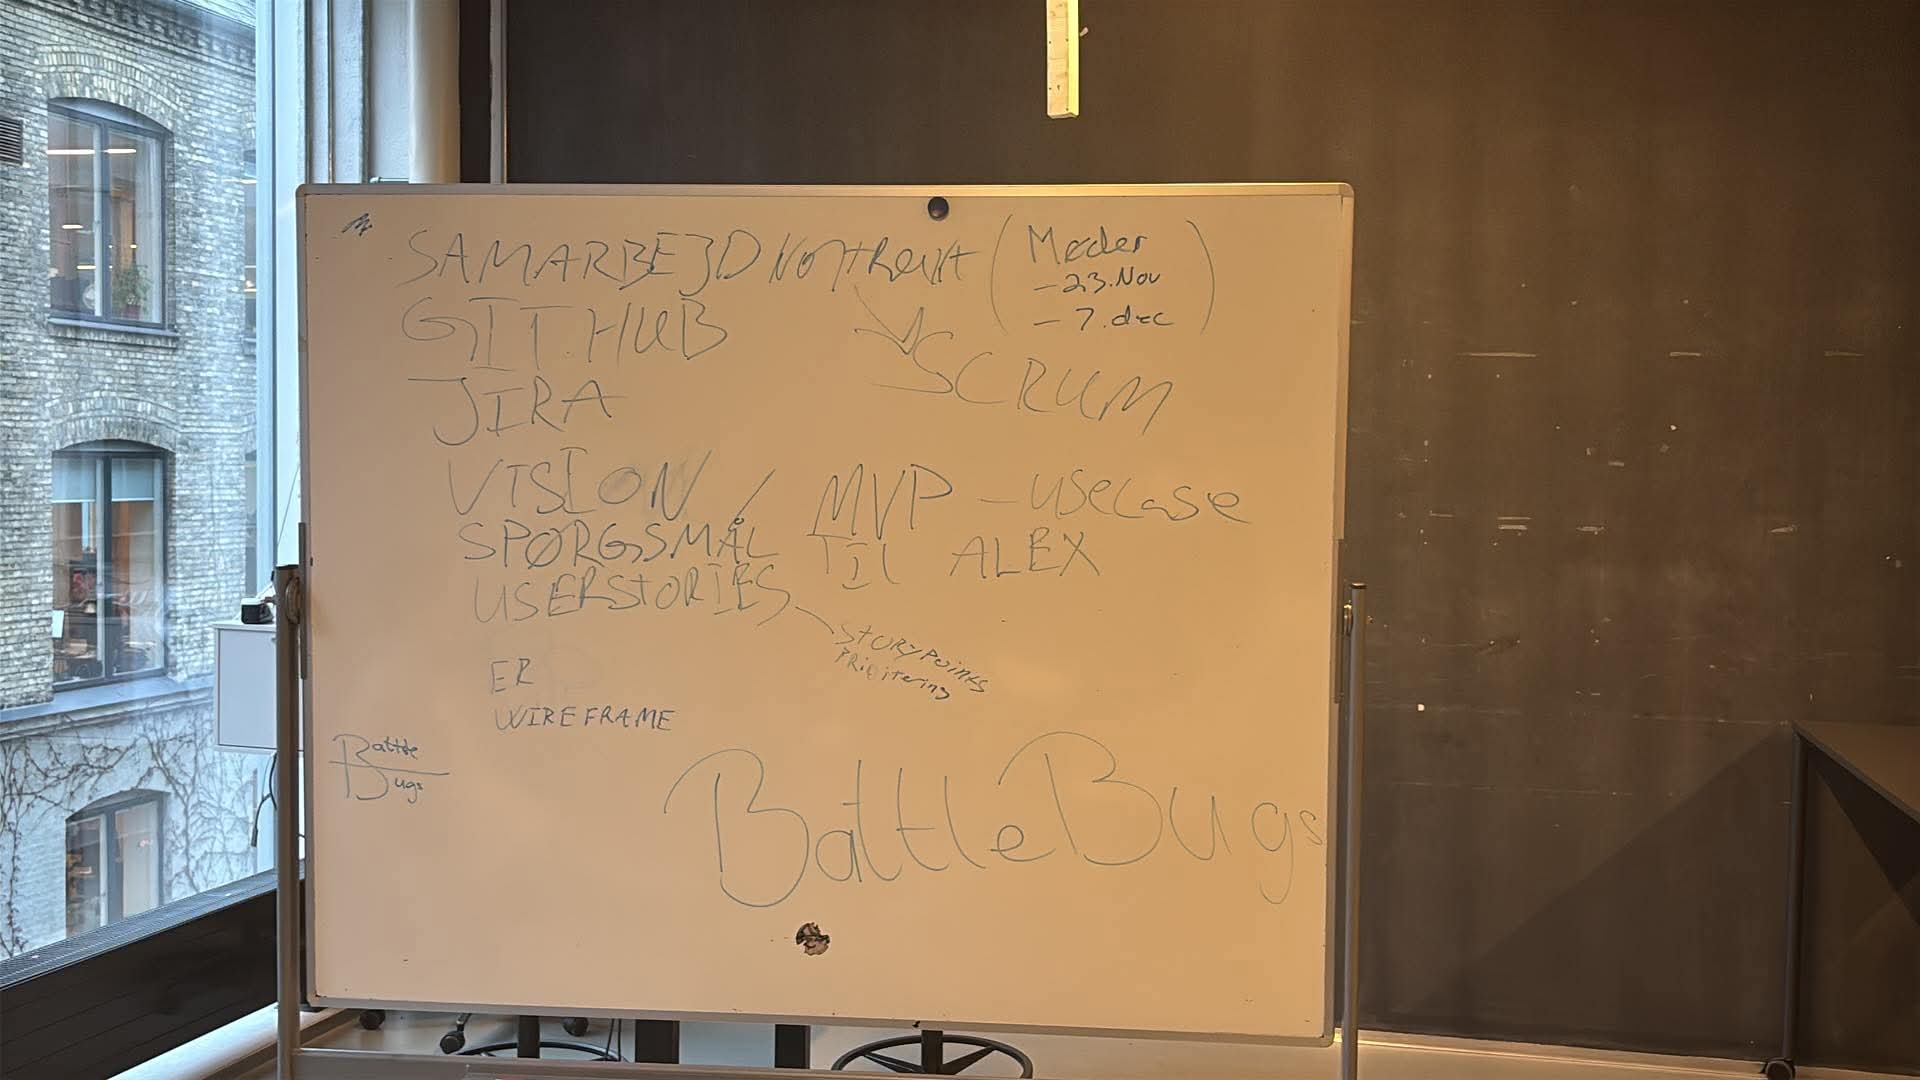 SAMARBEJDKontrakt (Møder
- 23. Nov
- 7. dec)
GITHUB
SCRUM
JIRA
VISION / MVP - usecase
SPØRGSMÅL TIL ALEX
USERSTORIES
STORYPOINTS
PRIOITERING
ER
WIREFRAME
Battle
Bugs
BattleBugs